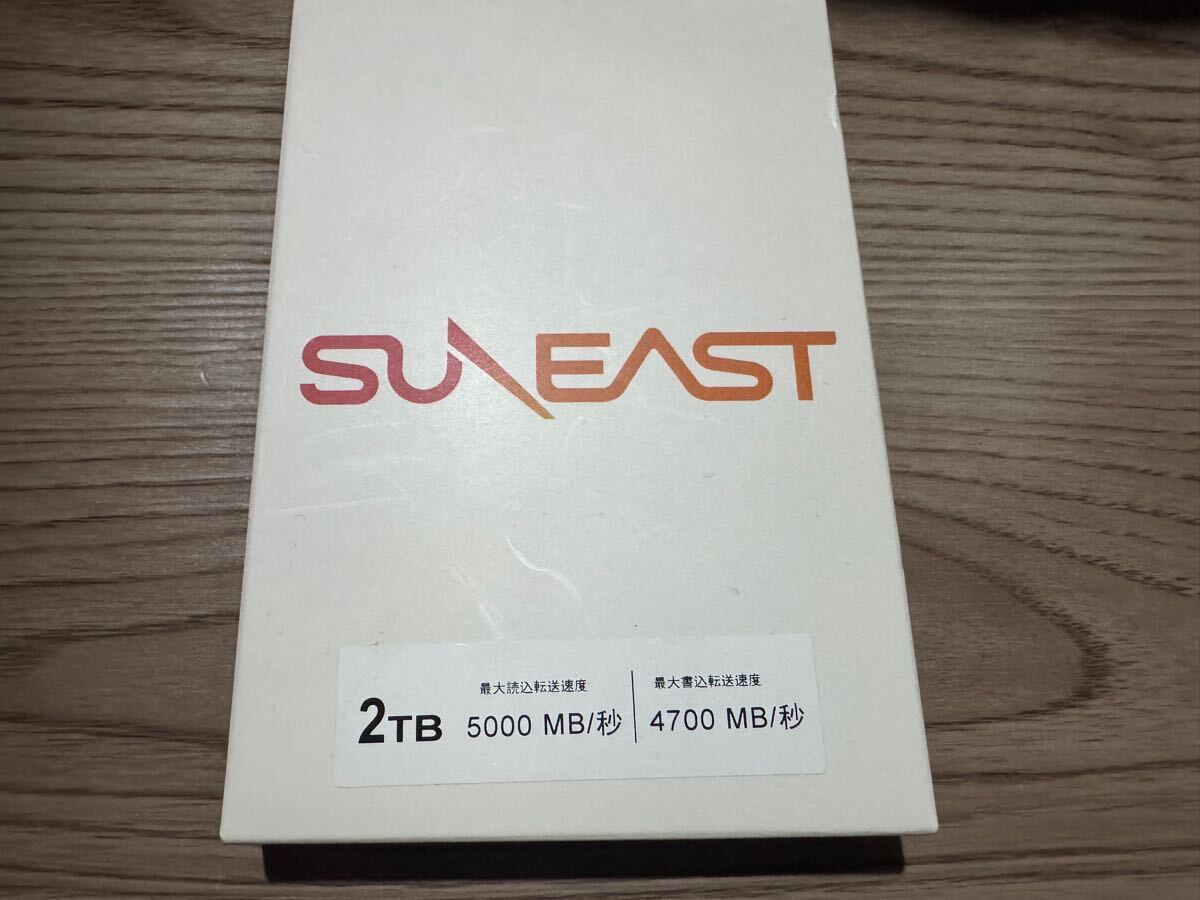 SUNEAST
2TB
最大読込転送速度
5000 MB/秒
最大書込転送速度
4700 MB/秒